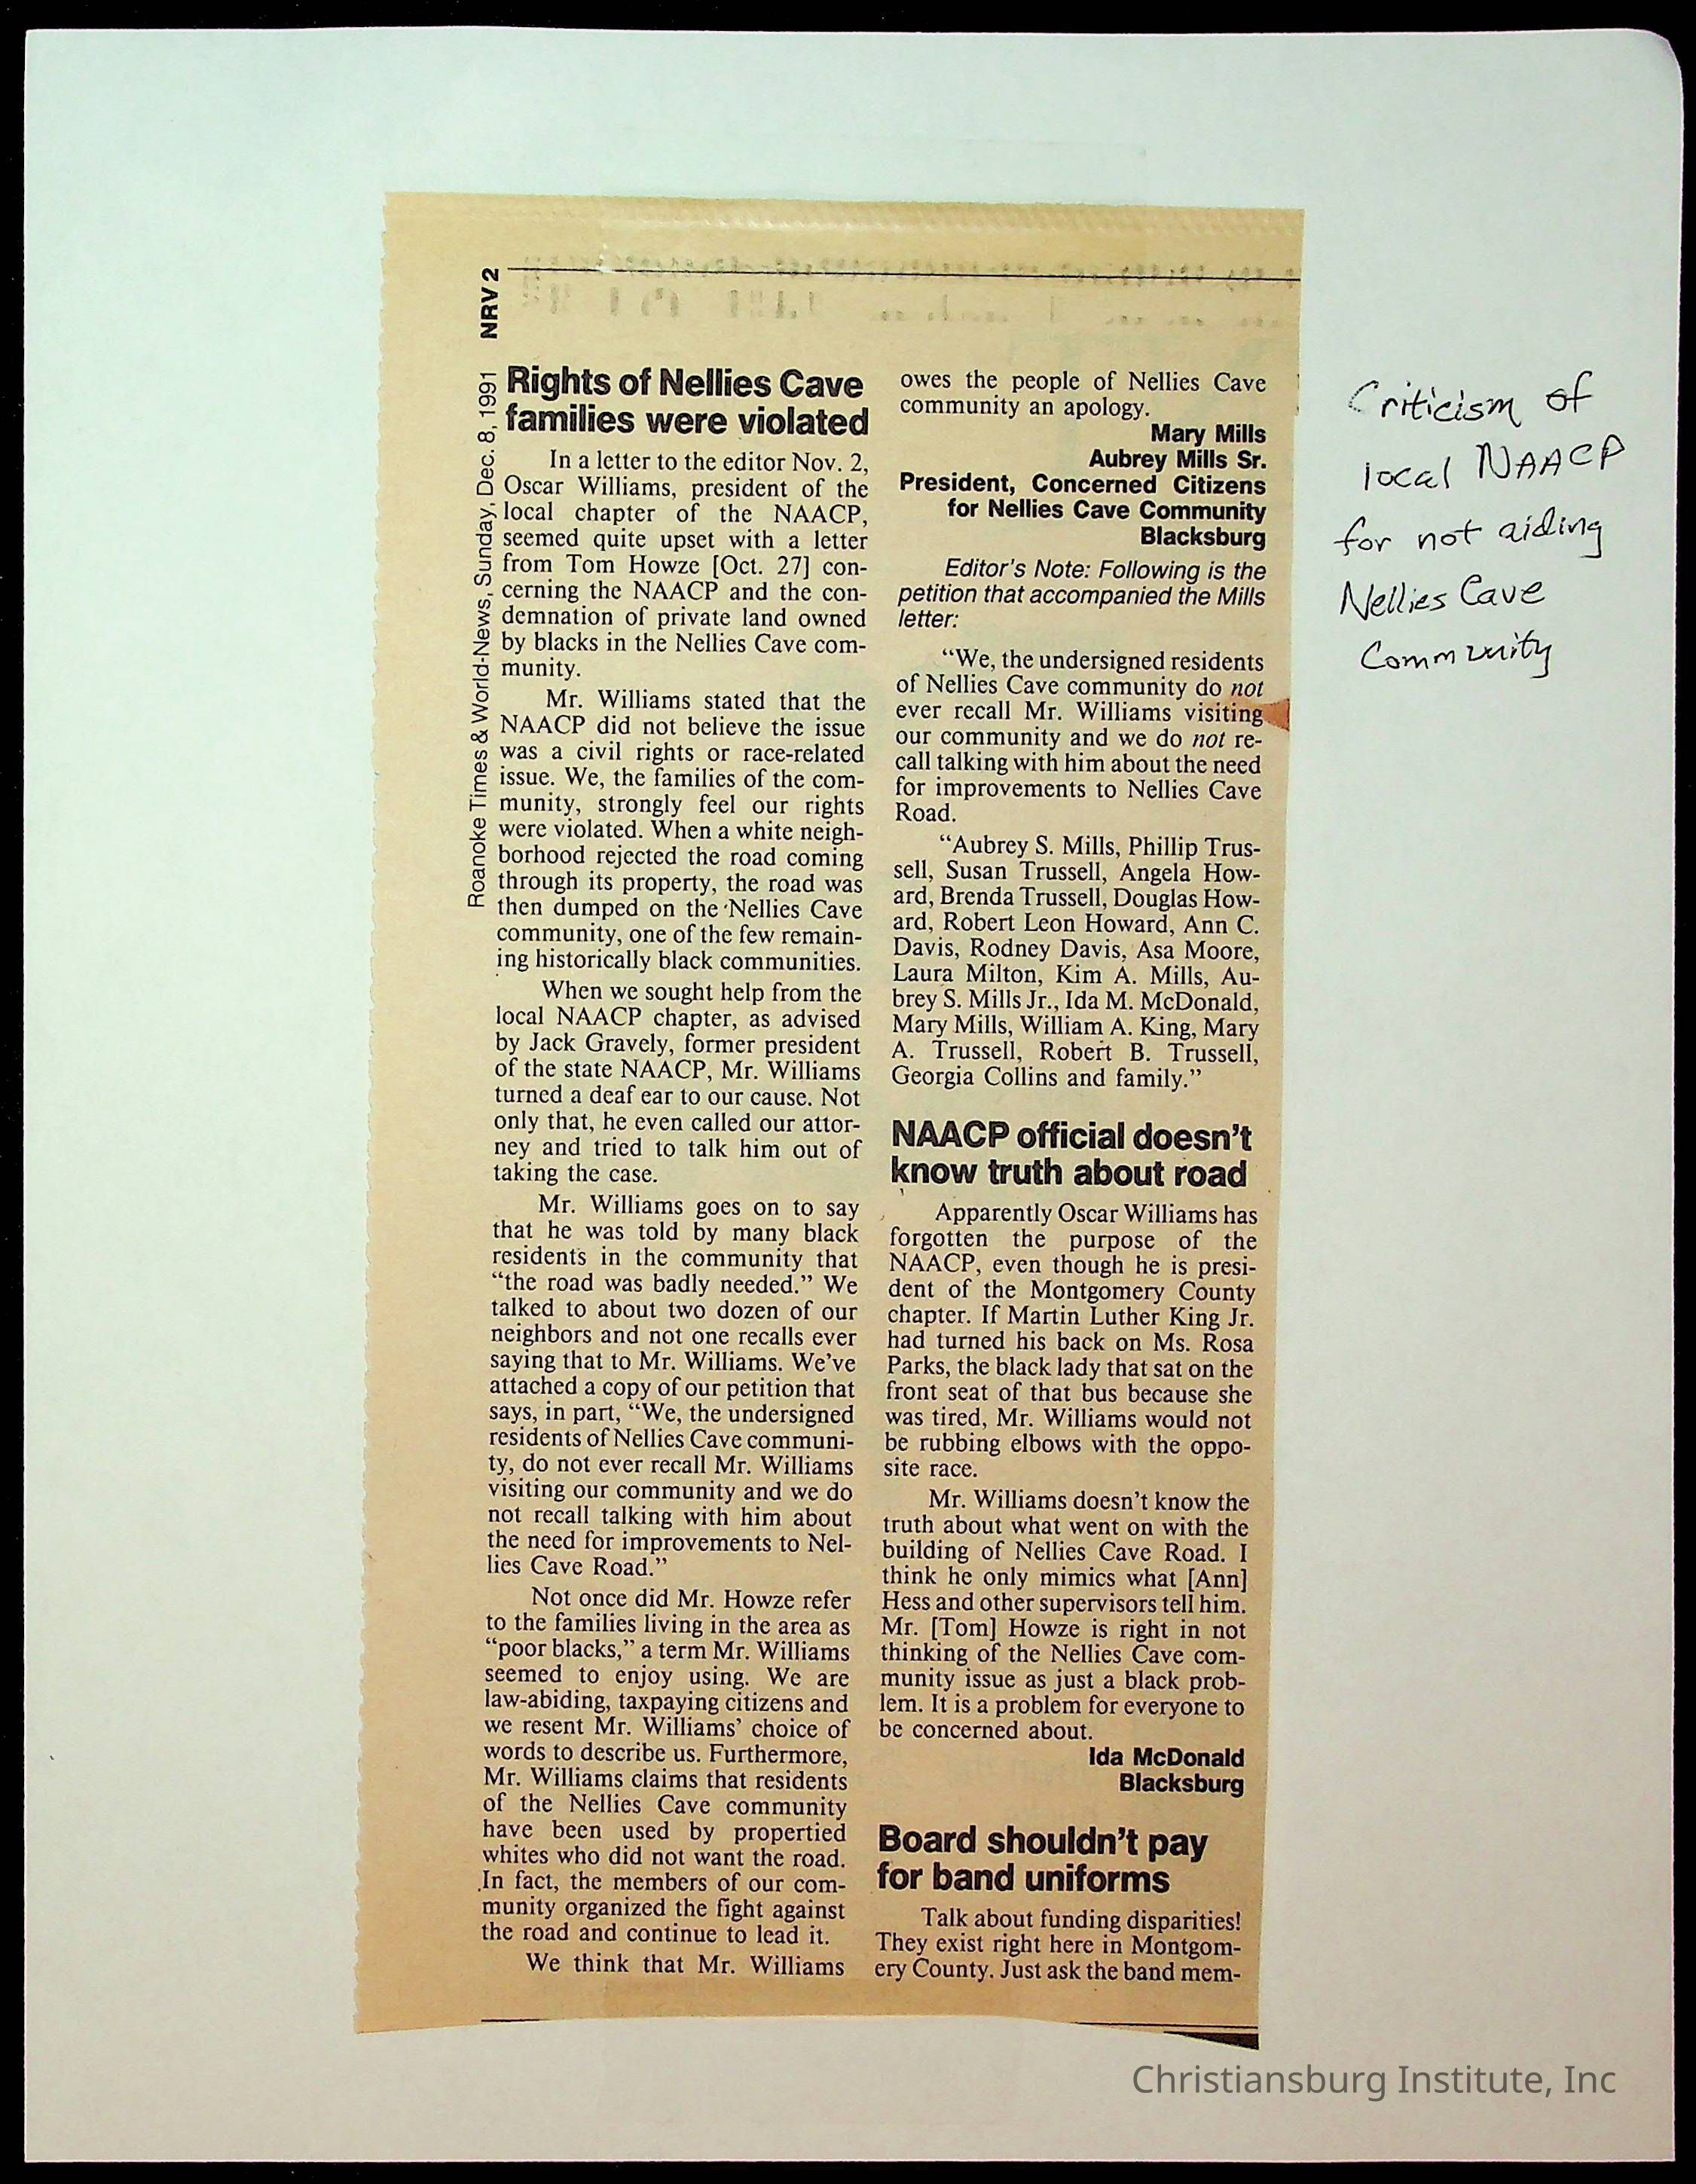 NRV 2
Roanoke Times & World-News, Sunday, Dec. 8, 1991
Rights of Nellies Cave
families were violated
In a letter to the editor Nov. 2,
Oscar Williams, president of the
local chapter of the NAACP,
seemed quite upset with a letter
from Tom Howze [Oct. 27] con-
cerning the NAACP and the con-
demnation of private land owned
by blacks in the Nellies Cave com-
munity.
Mr. Williams stated that the
NAACP did not believe the issue
was a civil rights or race-related
issue. We, the families of the com-
munity, strongly feel our rights
were violated. When a white neigh-
borhood rejected the road coming
through its property, the road was
then dumped on the Nellies Cave
community, one of the few remain-
ing historically black communities.
When we sought help from the
local NAACP chapter, as advised
by Jack Gravely, former president
of the state NAACP, Mr. Williams
turned a deaf ear to our cause. Not
only that, he even called our attor-
ney and tried to talk him out of
taking the case.
Mr. Williams goes on to say
that he was told by many black
residents in the community that
“the road was badly needed.” We
talked to about two dozen of our
neighbors and not one recalls ever
saying that to Mr. Williams. We’ve
attached a copy of our petition that
says, in part, “We, the undersigned
residents of Nellies Cave communi-
ty, do not ever recall Mr. Williams
visiting our community and we do
not recall talking with him about
the need for improvements to Nel-
lies Cave Road.”
Not once did Mr. Howze refer
to the families living in the area as
“poor blacks,” a term Mr. Williams
seemed to enjoy using. We are
law-abiding, taxpaying citizens and
we resent Mr. Williams’ choice of
words to describe us. Furthermore,
Mr. Williams claims that residents
of the Nellies Cave community
have been used by propertied
whites who did not want the road.
In fact, the members of our com-
munity organized the fight against
the road and continue to lead it.
We think that Mr. Williams
owes the people of Nellies Cave
community an apology.
Mary Mills
Aubrey Mills Sr.
President, Concerned Citizens
for Nellies Cave Community
Blacksburg
Editor’s Note: Following is the
petition that accompanied the Mills
letter:
“We, the undersigned residents
of Nellies Cave community do not
ever recall Mr. Williams visiting
our community and we do not re-
call talking with him about the need
for improvements to Nellies Cave
Road.
“Aubrey S. Mills, Phillip Trus-
sell, Susan Trussell, Angela How-
ard, Brenda Trussell, Douglas How-
ard, Robert Leon Howard, Ann C.
Davis, Rodney Davis, Asa Moore,
Laura Milton, Kim A. Mills, Au-
brey S. Mills Jr., Ida M. McDonald,
Mary Mills, William A. King, Mary
A. Trussell, Robert B. Trussell,
Georgia Collins and family.”
NAACP official doesn’t
know truth about road
Apparently Oscar Williams has
forgotten the purpose of the
NAACP, even though he is presi-
dent of the Montgomery County
chapter. If Martin Luther King Jr.
had turned his back on Ms. Rosa
Parks, the black lady that sat on the
front seat of that bus because she
was tired, Mr. Williams would not
be rubbing elbows with the oppo-
site race.
Mr. Williams doesn’t know the
truth about what went on with the
building of Nellies Cave Road. I
think he only mimics what [Ann]
Hess and other supervisors tell him.
Mr. [Tom] Howze is right in not
thinking of the Nellies Cave com-
munity issue as just a black prob-
lem. It is a problem for everyone to
be concerned about.
Ida McDonald
Blacksburg
Board shouldn’t pay
for band uniforms
Talk about funding disparities!
They exist right here in Montgom-
ery County. Just ask the band mem-
Criticism of
local NAACP
for not aiding
Nellies Cave
Community
Christiansburg Institute, Inc